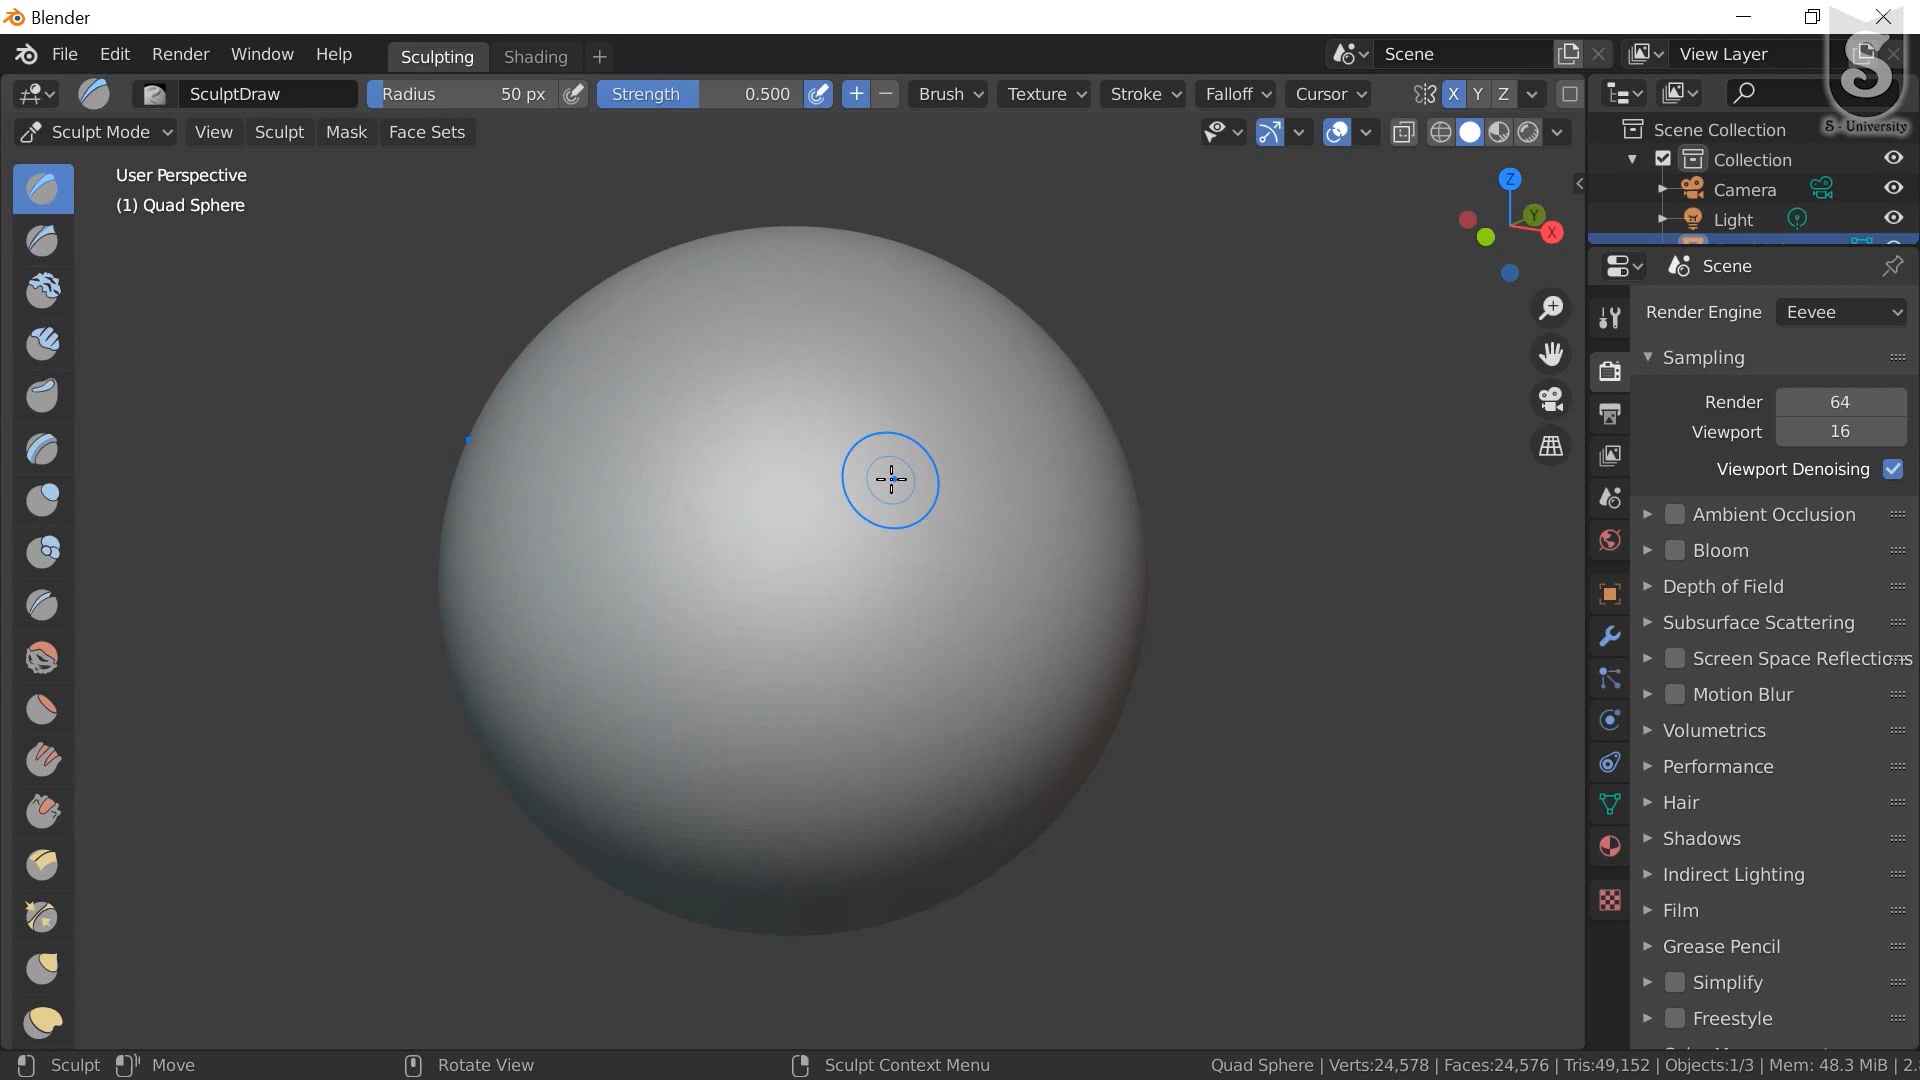 Blender
File Edit Render Window Help Sculpting Shading + Scene View Layer
SculptDraw Radius 50 px Strength 0.500 Brush Texture Stroke Falloff Cursor X Y Z
Sculpt Mode View Sculpt Mask Face Sets
S
S - University
User Perspective
(1) Quad Sphere
Z
Y
X
Scene Collection
Collection
Camera
Light
Scene
Render Engine Eevee
Sampling
Render 64
Viewport 16
Viewport Denoising
Ambient Occlusion
Bloom
Depth of Field
Subsurface Scattering
Screen Space Reflections
Motion Blur
Volumetrics
Performance
Hair
Shadows
Indirect Lighting
Film
Grease Pencil
Simplify
Freestyle
Sculpt Move Rotate View Sculpt Context Menu Quad Sphere | Verts:24,578 | Faces:24,576 | Tris:49,152 | Objects:1/3 | Mem: 48.3 MiB | 2.